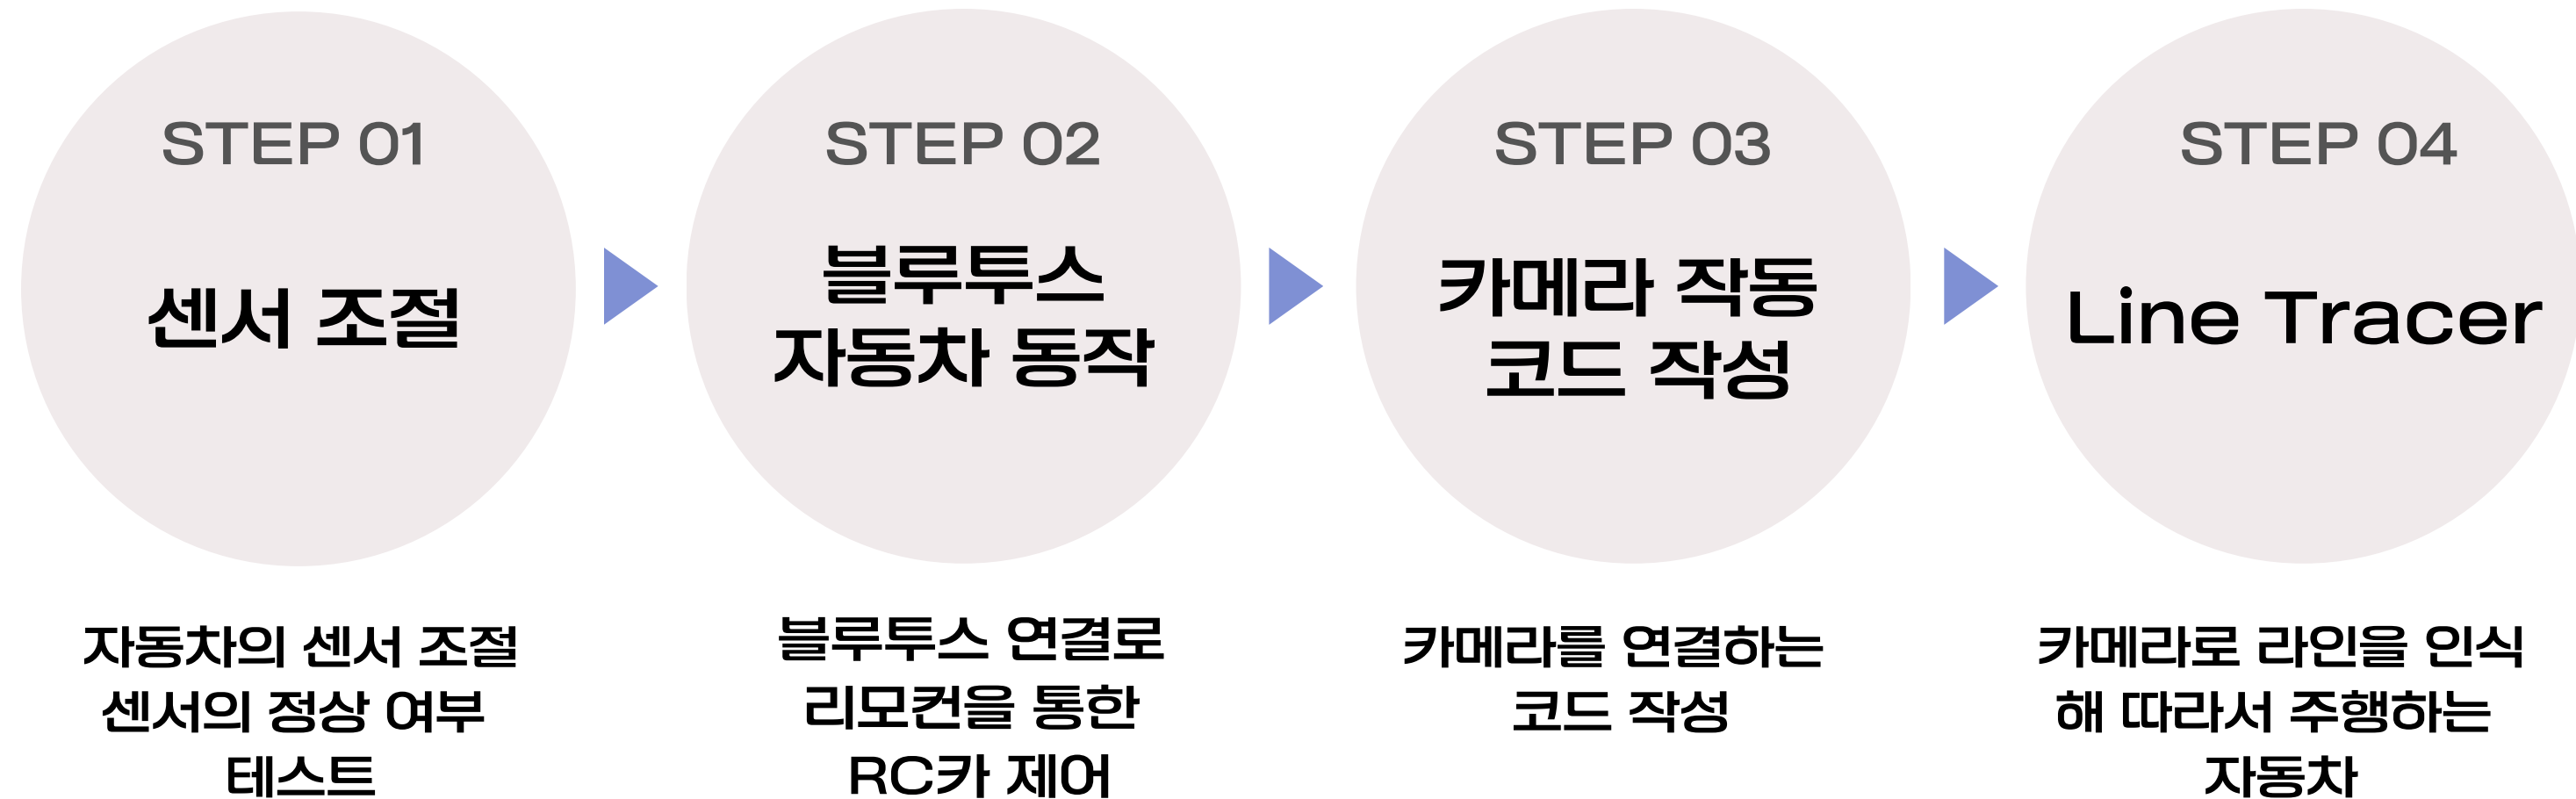 STEP 01
센서 조절
자동차의 센서 조절
센서의 정상 여부
테스트
STEP 02
블루투스
자동차 동작
블루투스 연결로
리모컨을 통한
RC카 제어
STEP 03
카메라 작동
코드 작성
카메라를 연결하는
코드 작성
STEP 04
Line Tracer
카메라로 라인을 인식
해 따라서 주행하는
자동차